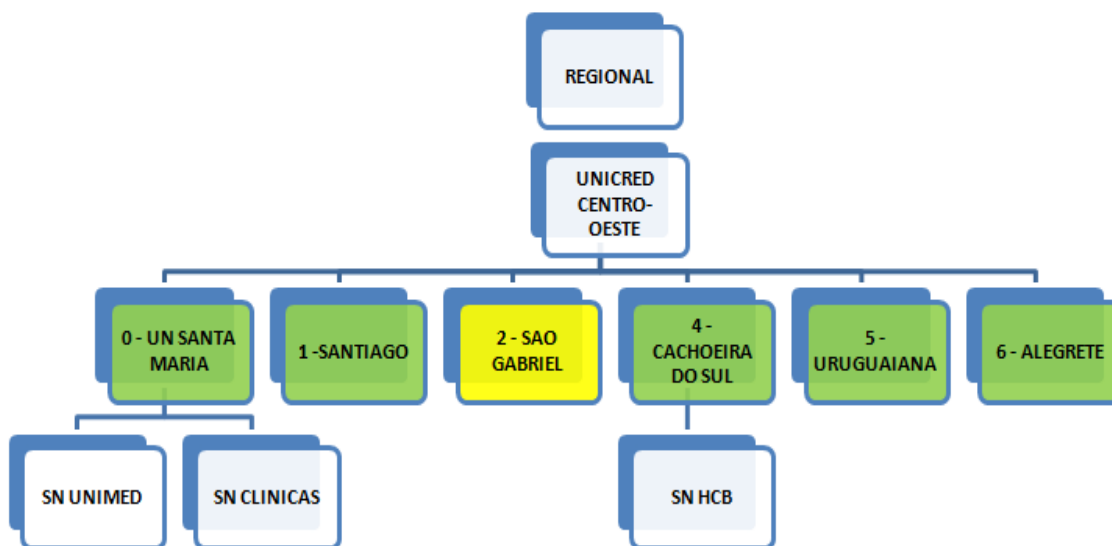 REGIONAL
UNICRED
CENTRO-
OESTE
0 - UN SANTA
MARIA
1 -SANTIAGO
2 - SAO
GABRIEL
4 -
CACHOEIRA
DO SUL
5 -
URUGUAIANA
6 - ALEGRETE
SN UNIMED
SN CLINICAS
SN HCB